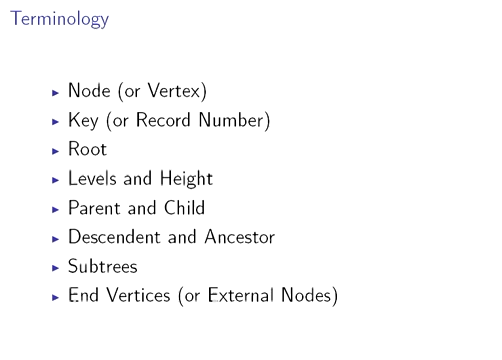 Terminology
▶ Node (or Vertex)
▶ Key (or Record Number)
▶ Root
▶ Levels and Height
▶ Parent and Child
▶ Descendent and Ancestor
▶ Subtrees
▶ End Vertices (or External Nodes)